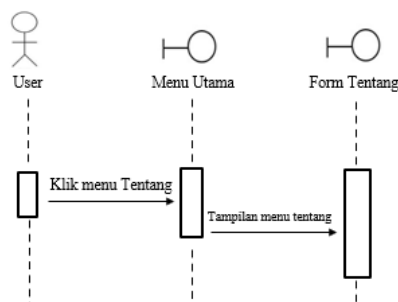 User
Menu Utama
Form Tentang
Klik menu Tentang
Tampilan menu tentang